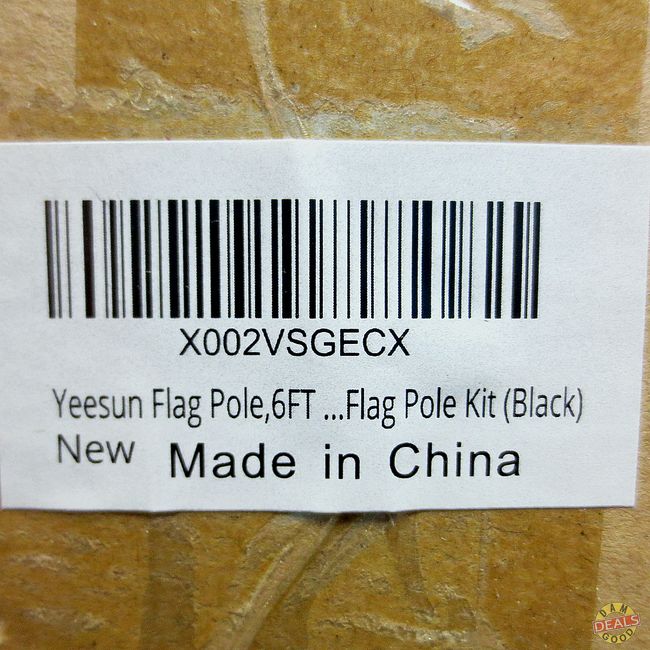 X002VSGECX
Yeesun Flag Pole,6FT ...Flag Pole Kit (Black)
New Made in China
DAM
DEALS
GOOD